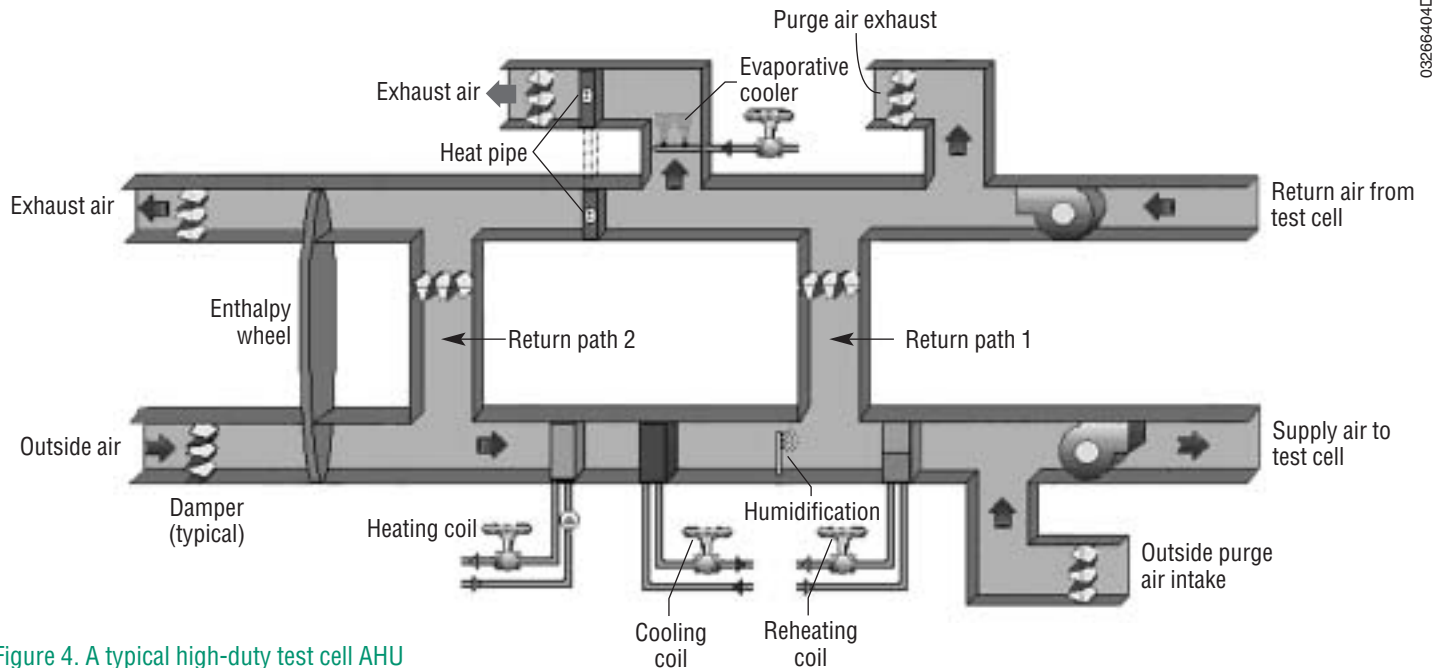 03266404D
Purge air exhaust
Exhaust air
Evaporative
cooler
Heat pipe
Exhaust air
Return air from
test cell
Enthalpy
wheel
Return path 2
Return path 1
Outside air
Supply air to
test cell
Damper
(typical)
Heating coil
Humidification
Outside purge
air intake
Cooling
coil
Reheating
coil
Figure 4. A typical high-duty test cell AHU